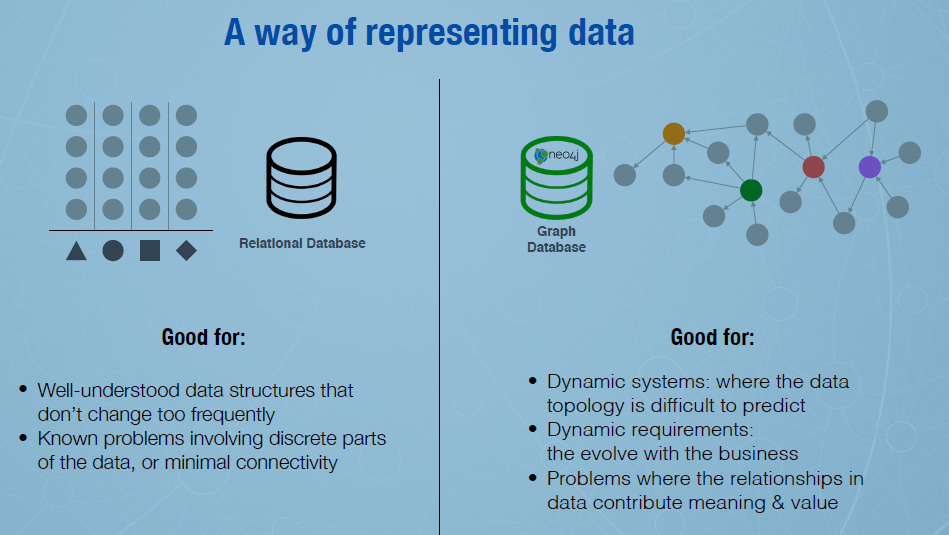 A way of representing data
Relational Database
neo4j
Graph
Database
Good for:
• Well-understood data structures that
don't change too frequently
• Known problems involving discrete parts
of the data, or minimal connectivity
Good for:
• Dynamic systems: where the data
topology is difficult to predict
• Dynamic requirements:
the evolve with the business
• Problems where the relationships in
data contribute meaning & value